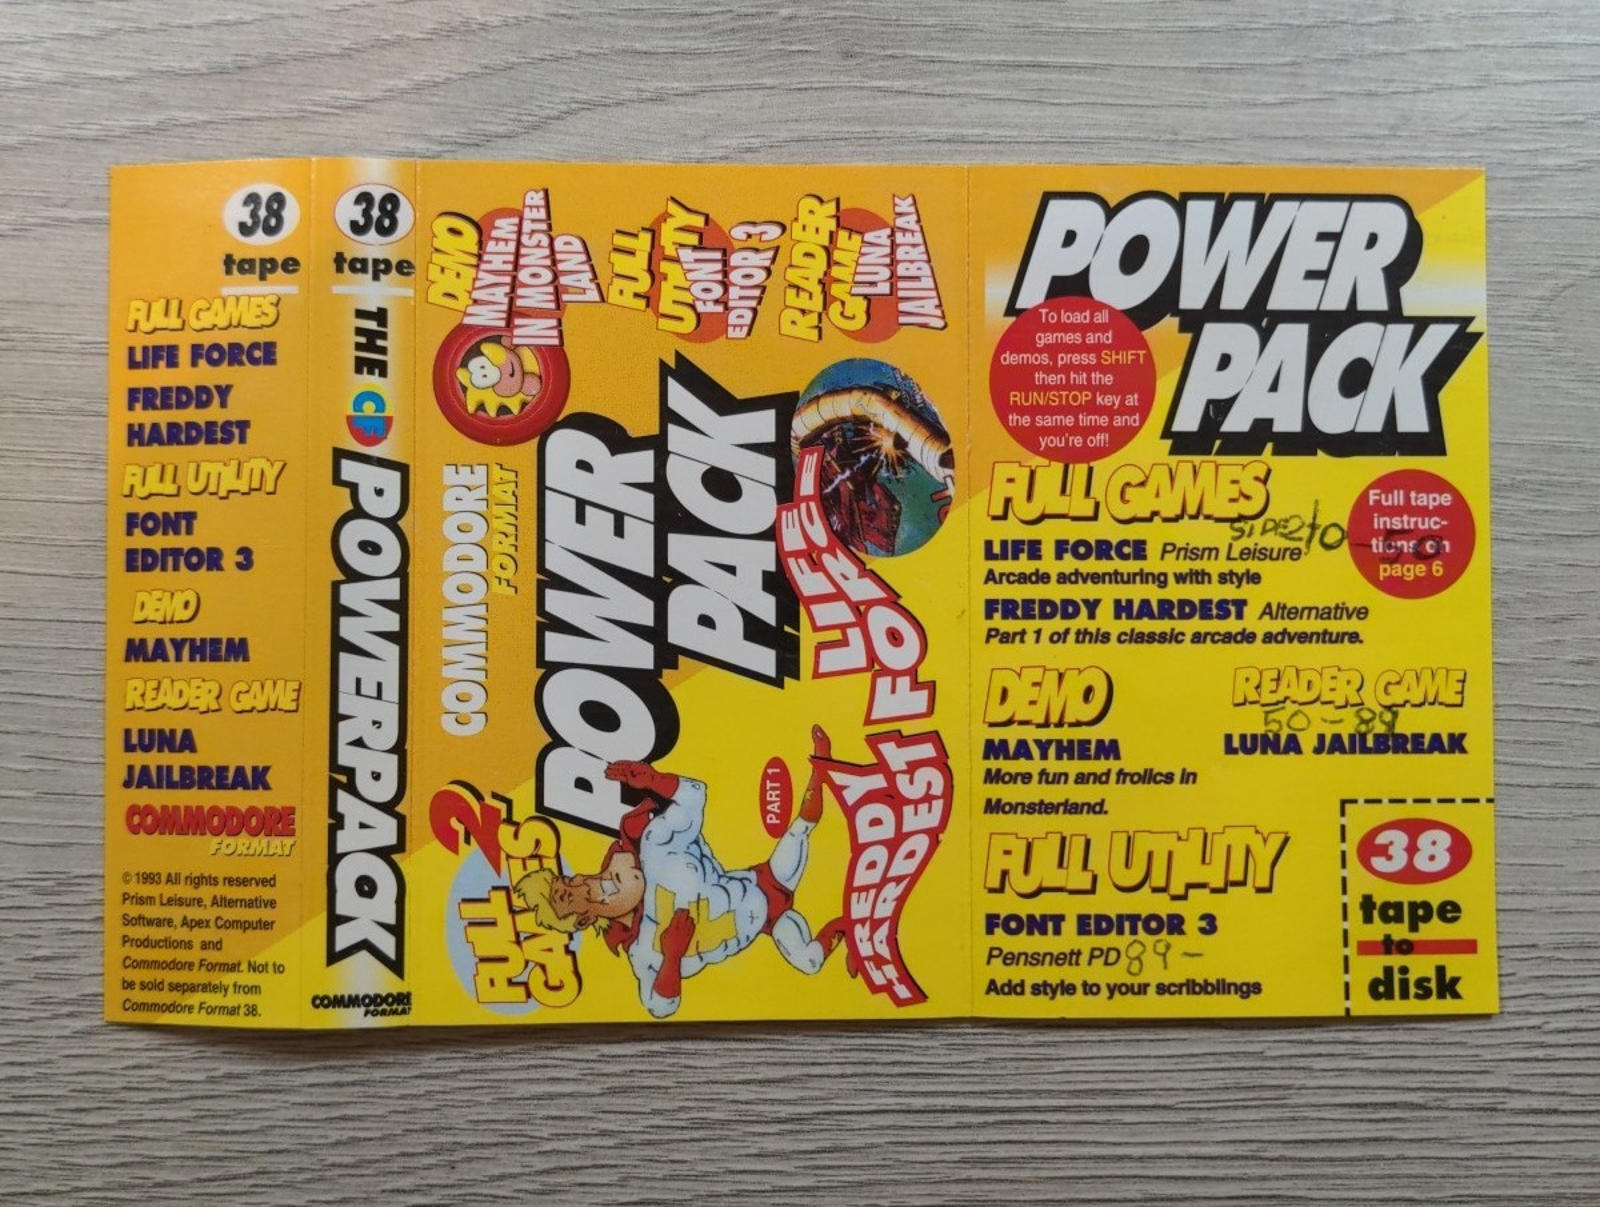 38
tape
FULL GAMES
LIFE FORCE
FREDDY
HARDEST
FULL UTILITY
FONT
EDITOR 3
DEMO
MAYHEM
READER GAME
LUNA
JAILBREAK
COMMODORE
FORMAT
© 1993 All rights reserved
Prism Leisure, Alternative
Software, Apex Computer
Productions and
Commodore Format. Not to
be sold separately from
Commodore Format 38.
38
tape
THE CF POWERPACK
COMMODORE
FORMAT
DEMO
MAYHEM
IN MONSTER
LAND
FULL
UTILITY
FONT
EDITOR 3
READER
GAME
LUNA
JAILBREAK
COMMODORE
FORMAT
POWER
PACK
LIFE
FORCE
2
FULL
GAMES
PART 1
FREDDY
HARDEST
POWER
PACK
To load all
games and
demos, press SHIFT
then hit the
RUN/STOP key at
the same time and
you're off!
FULL GAMES
SIDE 2/0 - 50
LIFE FORCE Prism Leisure
Arcade adventuring with style
Full tape
instruc-
tions on
page 6
FREDDY HARDEST Alternative
Part 1 of this classic arcade adventure.
DEMO
MAYHEM
More fun and frolics in
Monsterland.
READER GAME
50 - 89
LUNA JAILBREAK
FULL UTILITY
FONT EDITOR 3
Pensnett PD 89 -
Add style to your scribblings
38
tape
to
disk